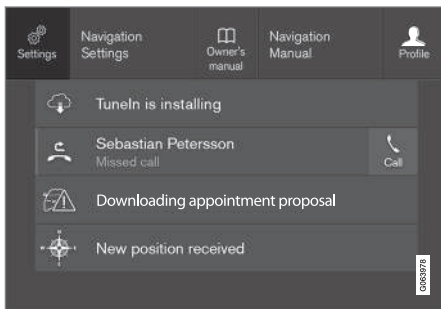 Settings
Navigation
Settings
Owner's
manual
Navigation
Manual
Profile
TuneIn is installing
Sebastian Petersson
Missed call
Call
Downloading appointment proposal
New position received
G063978